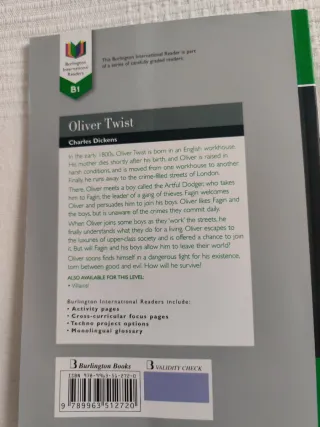 Burlington
International
Readers
B1
This Burlington International Reader is part
of a series of carefully graded readers.
Oliver Twist
Charles Dickens
In the early 1800s, Oliver Twist is born in an English workhouse.
His mother dies shortly after his birth, and Oliver is raised in
harsh conditions, and is moved from one workhouse to another.
Finally, he runs away to the crime-filled streets of London.
There, Oliver meets a boy called the Artful Dodger, who takes
him to Fagin, the leader of a gang of thieves. Fagin welcomes
Oliver and persuades him to join his boys. Oliver likes Fagin and
the boys, but is unaware of the crimes they commit daily.
When Oliver joins some boys as they 'work' the streets, he
finally understands what they do for a living. Oliver escapes to
the luxuries of upper-class society and is offered a chance to join
it. But will Fagin and his boys allow him to leave their world?
Oliver soon finds himself in a dangerous fight for his existence,
torn between good and evil. How will he survive?
ALSO AVAILABLE FOR THIS LEVEL:
• Villains!
Burlington International Readers include:
• Activity pages
• Cross-curricular focus pages
• Techno project options
• Monolingual glossary
B Burlington Books
B VALIDITY CHECK
ISBN 978-9963-51-272-0
9 789963 512720